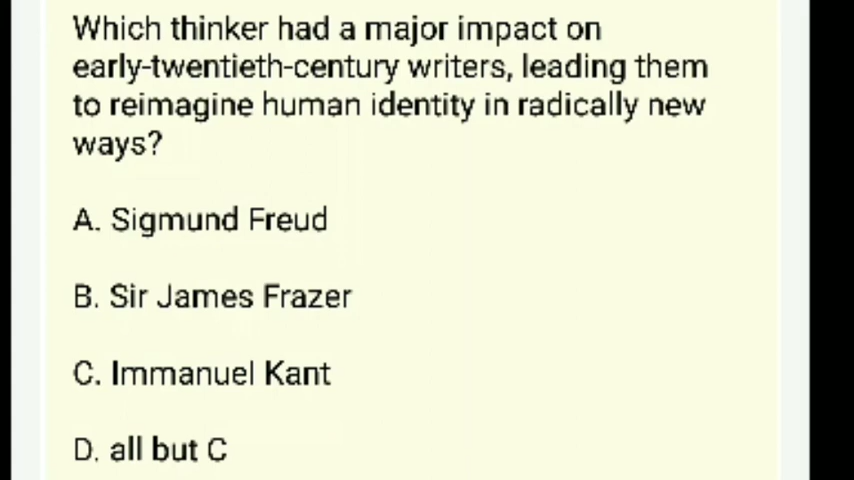 Which thinker had a major impact on
early-twentieth-century writers, leading them
to reimagine human identity in radically new
ways?
A. Sigmund Freud
B. Sir James Frazer
C. Immanuel Kant
D. all but C